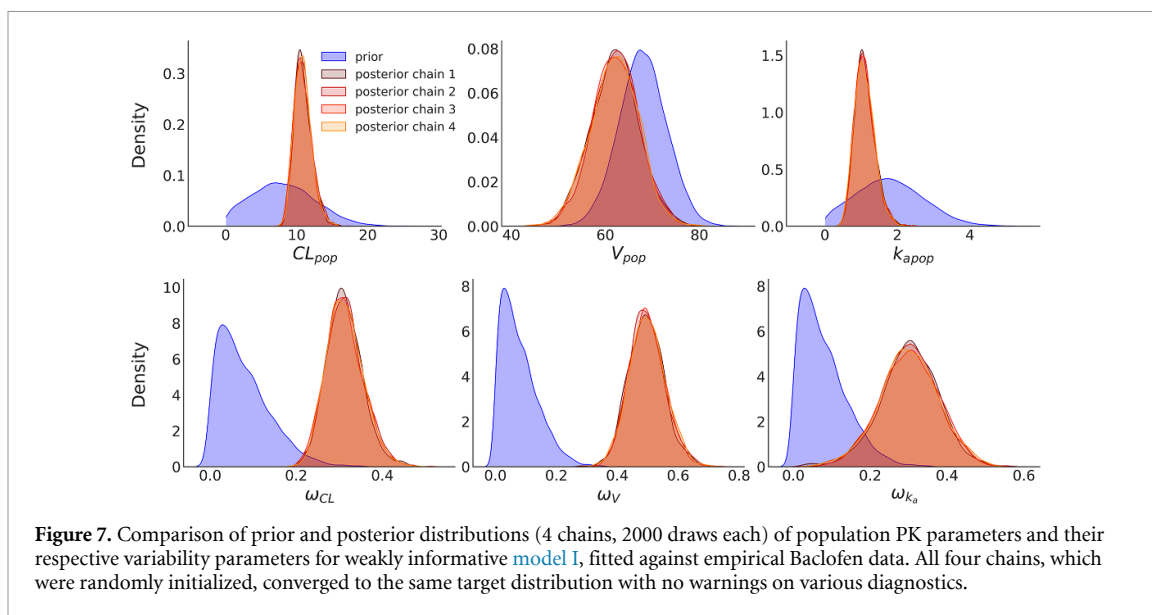 prior
posterior chain 1
posterior chain 2
posterior chain 3
posterior chain 4
Density
0.3
0.2
0.1
0.0
0 10 20 30
CLpop
0.08
0.06
0.04
0.02
0.00
40 60 80
Vpop
1.5
1.0
0.5
0.0
0 2 4
kapop
Density
10
8
6
4
2
0
0.0 0.2 0.4
ωCL
8
6
4
2
0
0.0 0.2 0.4 0.6 0.8
ωV
8
6
4
2
0
0.0 0.2 0.4 0.6
ωka
Figure 7. Comparison of prior and posterior distributions (4 chains, 2000 draws each) of population PK parameters and their
respective variability parameters for weakly informative model I, fitted against empirical Baclofen data. All four chains, which
were randomly initialized, converged to the same target distribution with no warnings on various diagnostics.